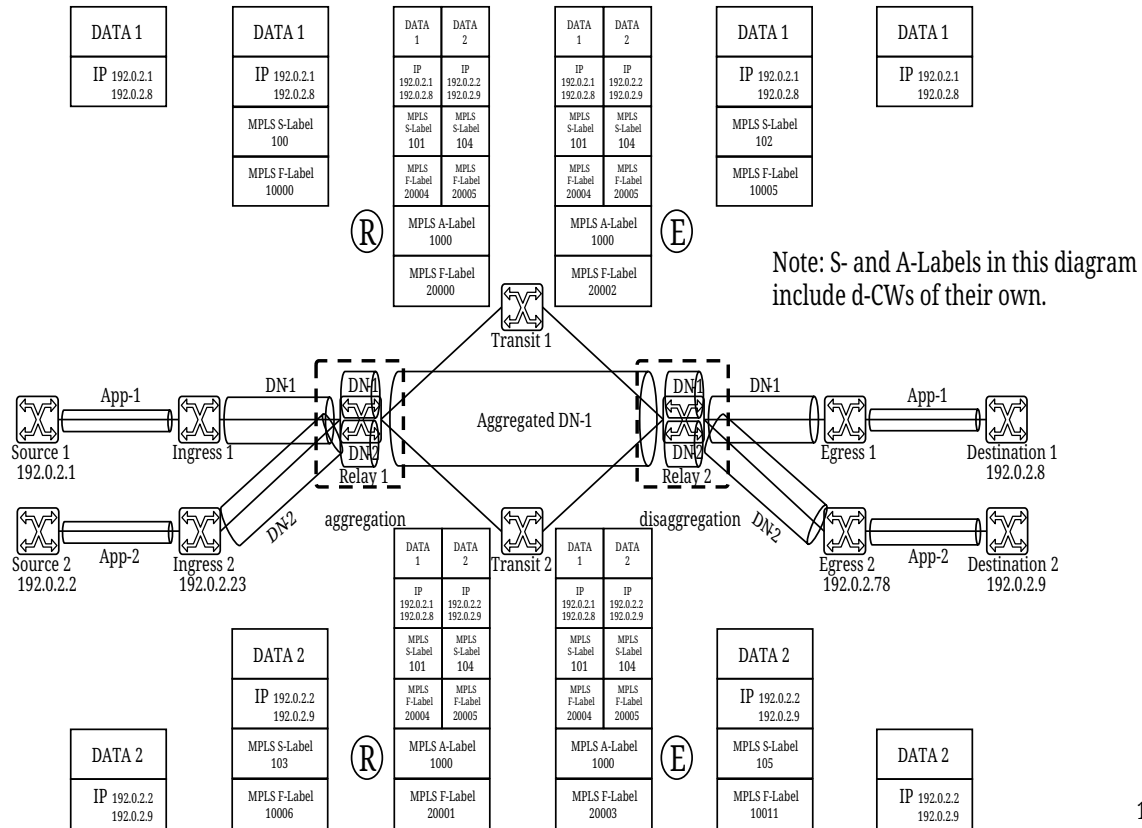 DATA 1
IP 192.0.2.1
192.0.2.8
DATA 1
IP 192.0.2.1
192.0.2.8
MPLS S-Label
100
MPLS F-Label
10000
DATA
1
DATA
2
IP
192.0.2.1
192.0.2.8
IP
192.0.2.2
192.0.2.9
MPLS
S-Label
101
MPLS
S-Label
104
MPLS
F-Label
20004
MPLS
F-Label
20005
MPLS A-Label
1000
MPLS F-Label
20000
R
DATA
1
DATA
2
IP
192.0.2.1
192.0.2.8
IP
192.0.2.2
192.0.2.9
MPLS
S-Label
101
MPLS
S-Label
104
MPLS
F-Label
20004
MPLS
F-Label
20005
MPLS A-Label
1000
MPLS F-Label
20002
E
DATA 1
IP 192.0.2.1
192.0.2.8
MPLS S-Label
102
MPLS F-Label
10005
DATA 1
IP 192.0.2.1
192.0.2.8
Note: S- and A-Labels in this diagram
include d-CWs of their own.
Transit 1
App-1
DN-1
DN-1
Aggregated DN-1
DN-1
DN-1
App-1
Source 1
192.0.2.1
Ingress 1
DN-2
Relay 1
DN-2
Relay 2
Egress 1
Destination 1
192.0.2.8
DN-2
aggregation
disaggregation
DN-2
App-2
App-2
Source 2
192.0.2.2
Ingress 2
192.0.2.23
Transit 2
Egress 2
192.0.2.78
Destination 2
192.0.2.9
DATA 2
IP 192.0.2.2
192.0.2.9
DATA 2
IP 192.0.2.2
192.0.2.9
MPLS S-Label
103
MPLS F-Label
10006
R
DATA
1
DATA
2
IP
192.0.2.1
192.0.2.8
IP
192.0.2.2
192.0.2.9
MPLS
S-Label
101
MPLS
S-Label
104
MPLS
F-Label
20004
MPLS
F-Label
20005
MPLS A-Label
1000
MPLS F-Label
20001
DATA
1
DATA
2
IP
192.0.2.1
192.0.2.8
IP
192.0.2.2
192.0.2.9
MPLS
S-Label
101
MPLS
S-Label
104
MPLS
F-Label
20004
MPLS
F-Label
20005
MPLS A-Label
1000
MPLS F-Label
20003
E
DATA 2
IP 192.0.2.2
192.0.2.9
MPLS S-Label
105
MPLS F-Label
10011
DATA 2
IP 192.0.2.2
192.0.2.9
1